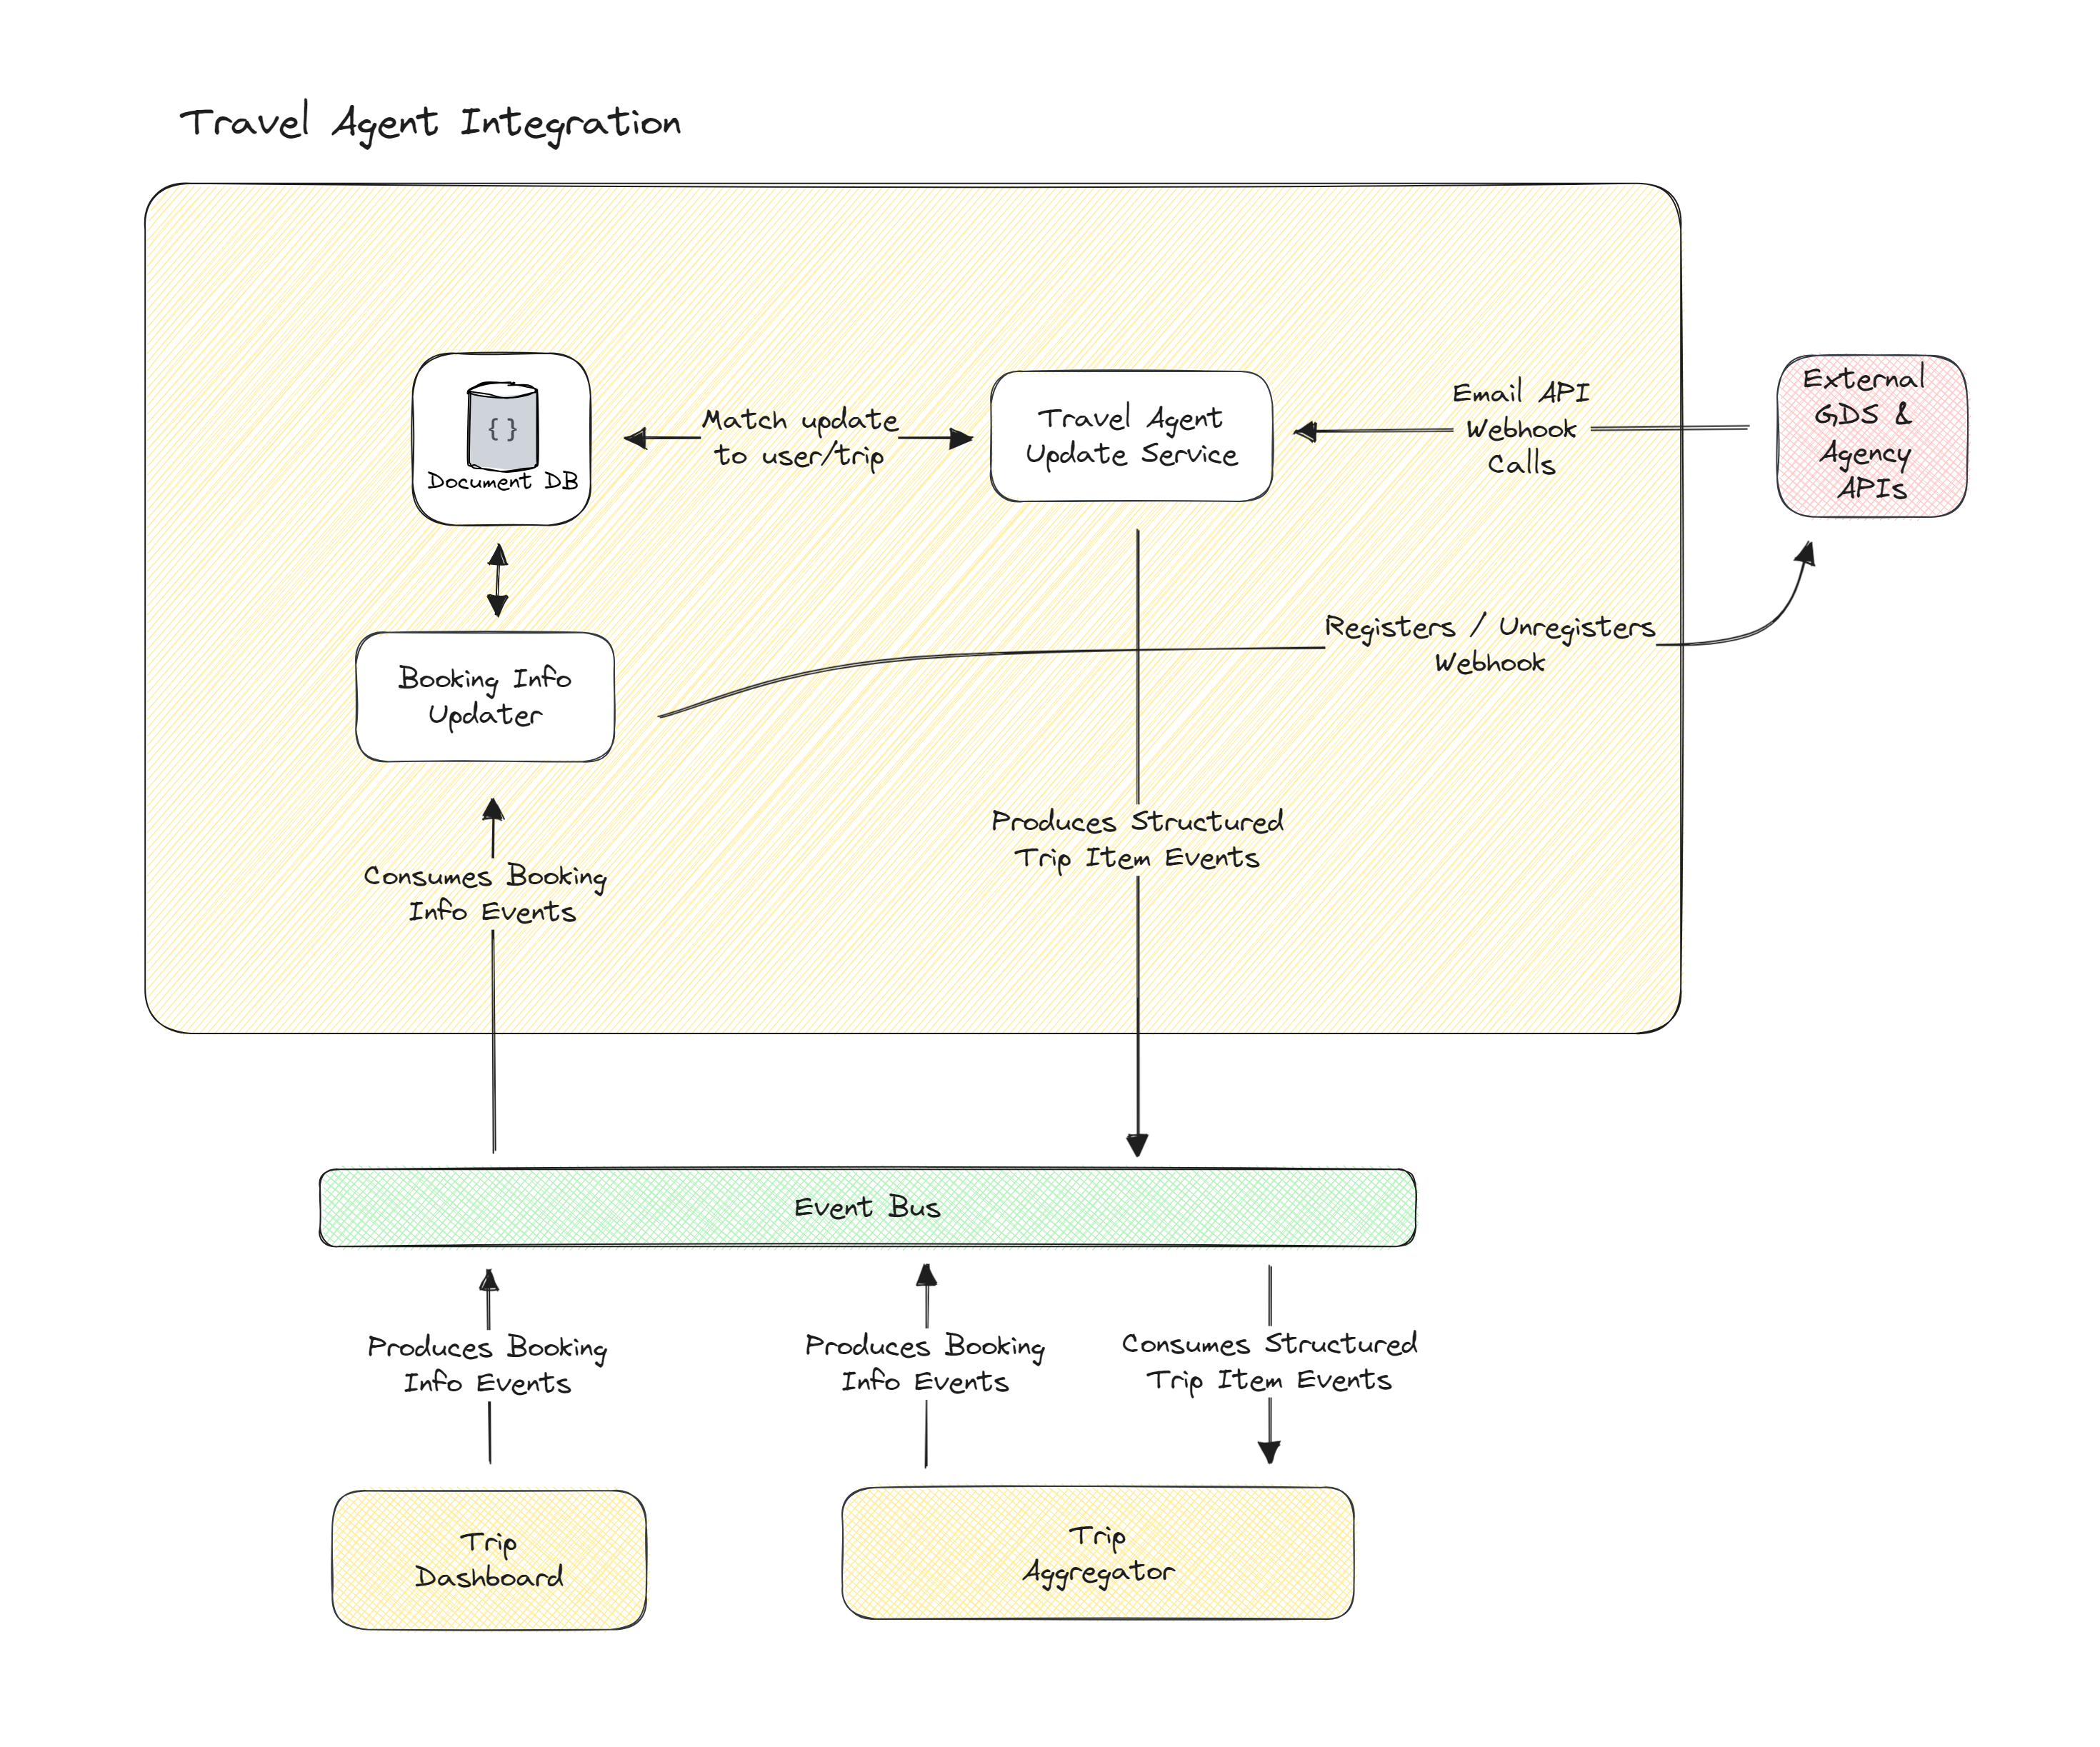 Travel Agent Integration
{ }
Document DB
Match update
to user/trip
Travel Agent
Update Service
Email API
Webhook
Calls
External
GDS &
Agency
APIs
Booking Info
Updater
Registers / Unregisters
Webhook
Produces Structured
Trip Item Events
Consumes Booking
Info Events
Event Bus
Produces Booking
Info Events
Produces Booking
Info Events
Consumes Structured
Trip Item Events
Trip
Dashboard
Trip
Aggregator